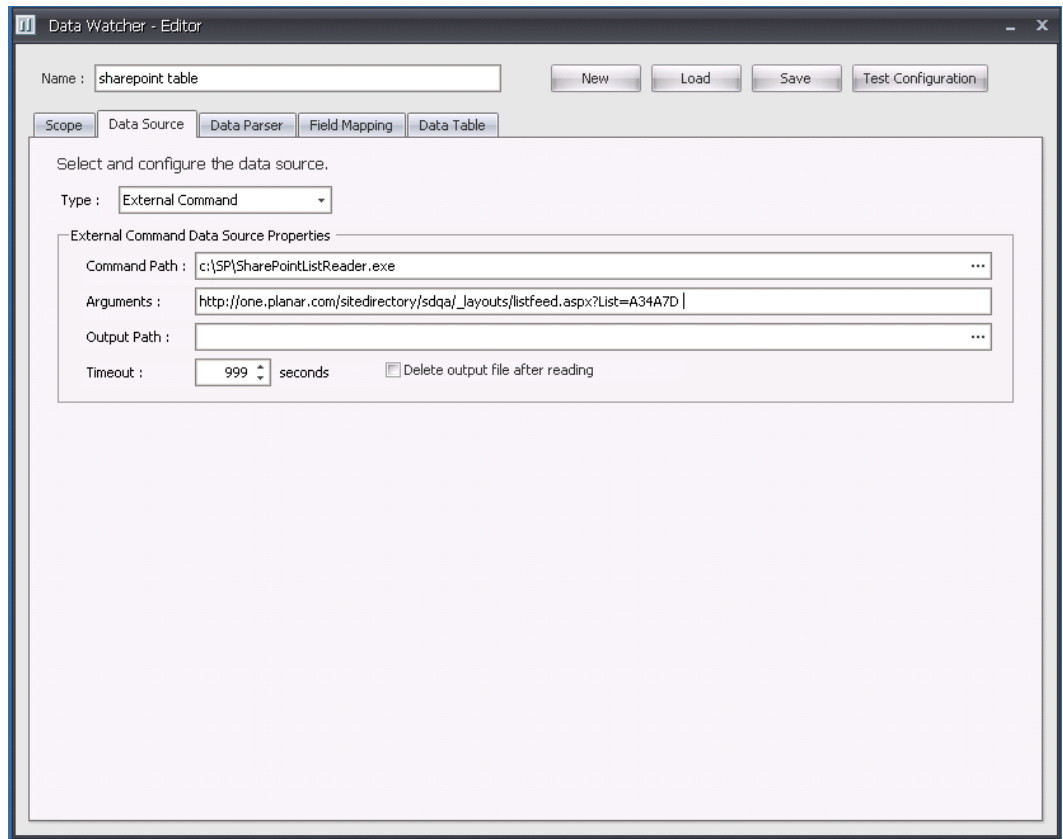 Data Watcher - Editor
Name : sharepoint table New Load Save Test Configuration
Scope Data Source Data Parser Field Mapping Data Table
Select and configure the data source.
Type : External Command
External Command Data Source Properties
Command Path : c:\SP\SharePointListReader.exe ...
Arguments : http://one.planar.com/sitedirectory/sdqa/_layouts/listfeed.aspx?List=A34A7D
Output Path : ...
Timeout : 999 seconds Delete output file after reading